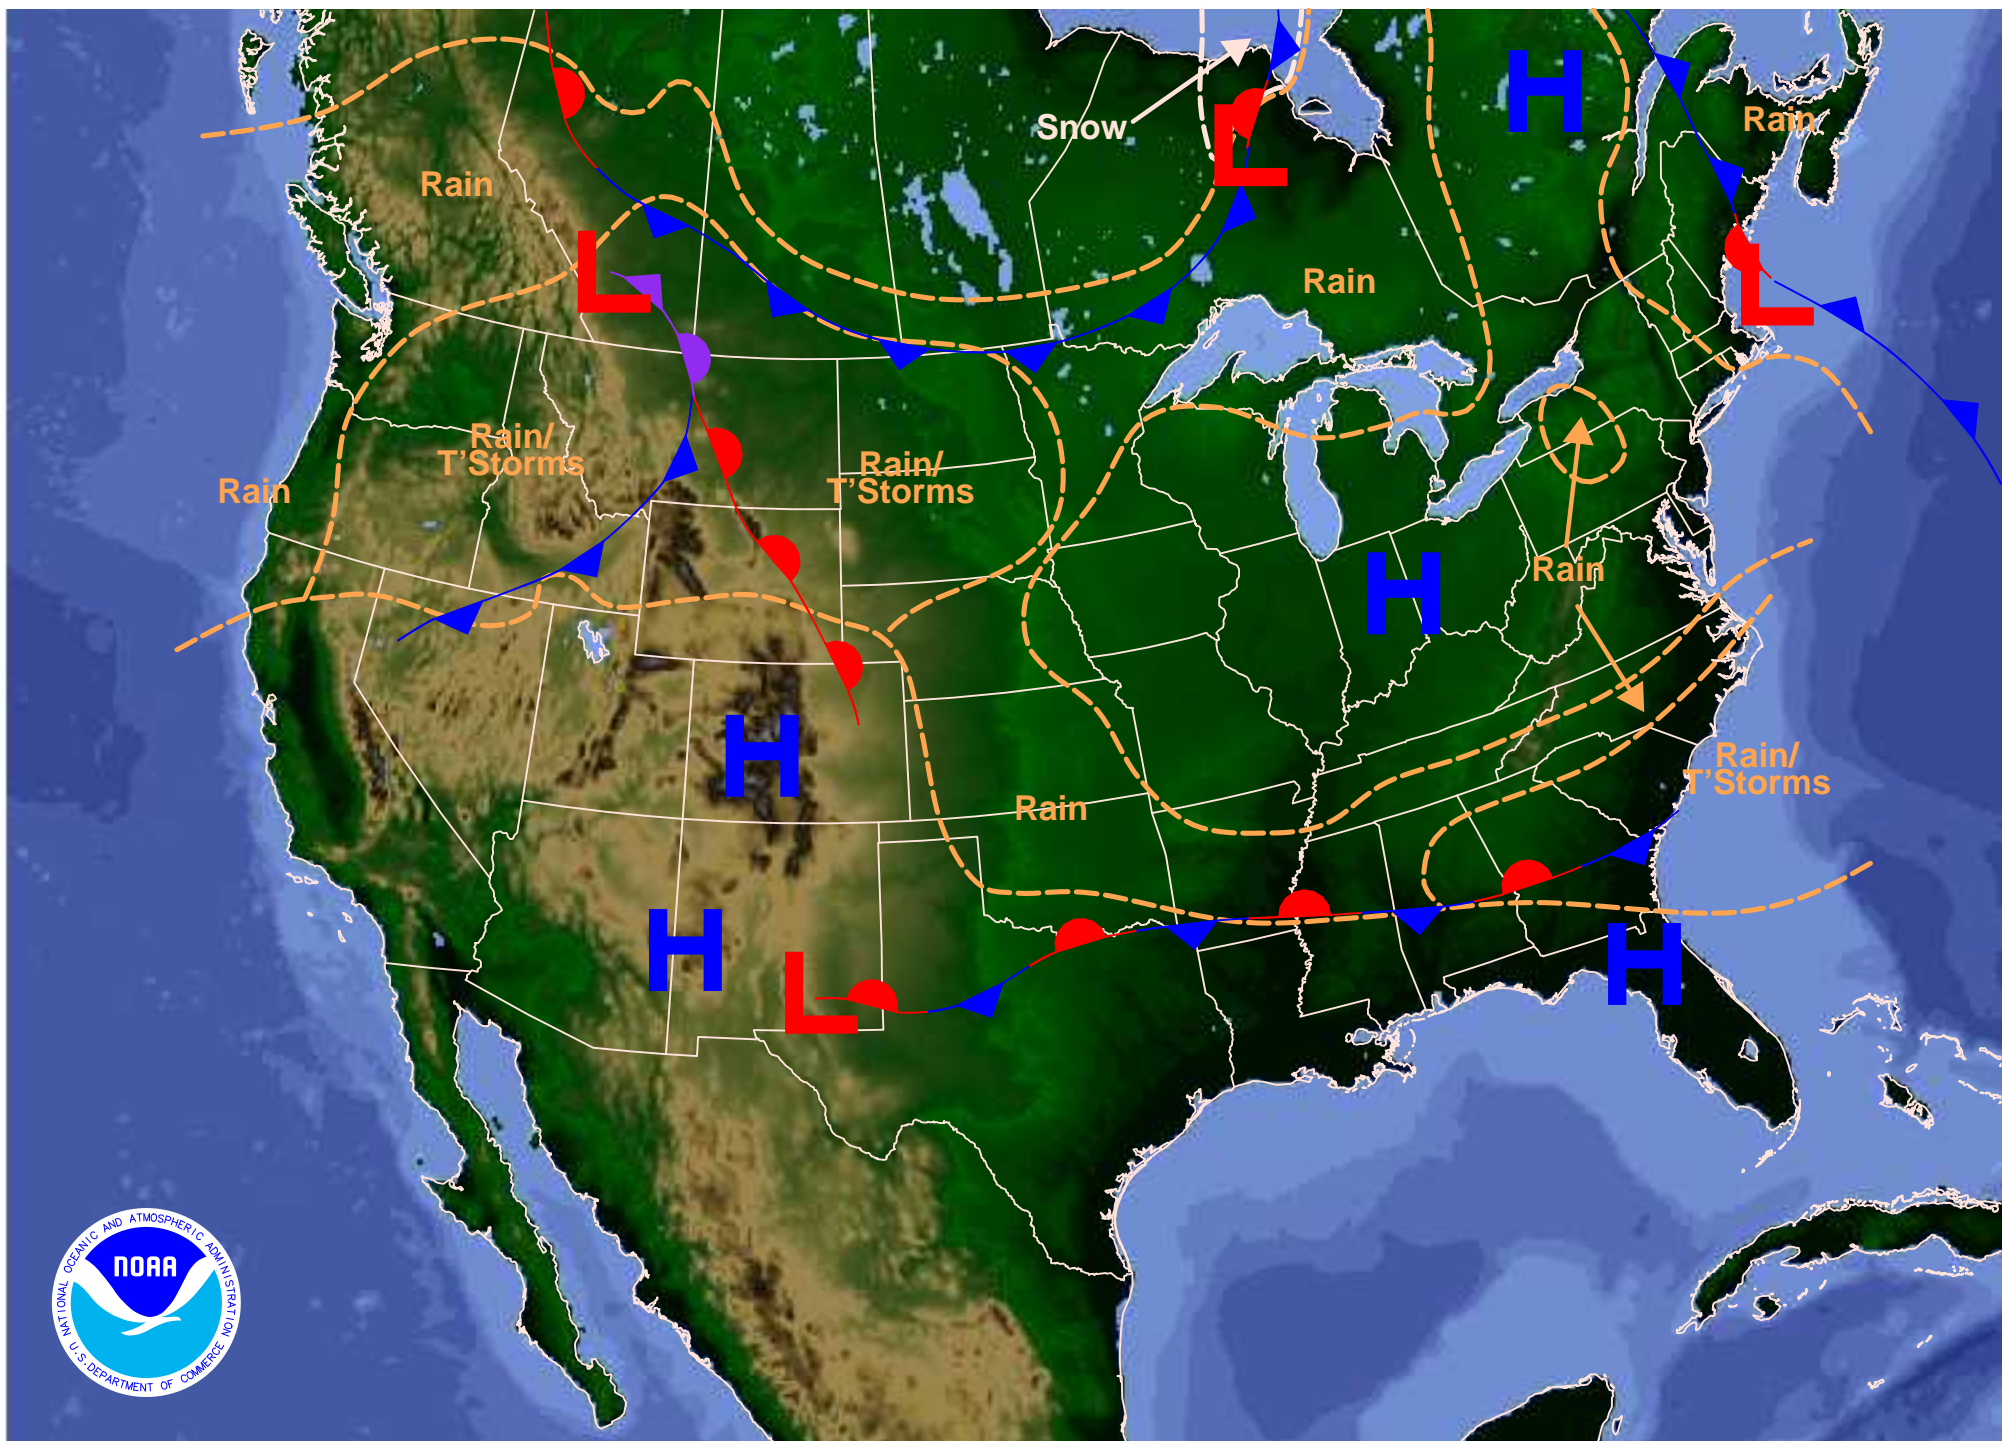 H
Rain
Snow
L
Rain
L
Rain
L
Rain/
T'Storms
Rain/
T'Storms
Rain
H
Rain
H
Rain/
T'Storms
Rain
H
H
L
NATIONAL OCEANIC AND ATMOSPHERIC ADMINISTRATION
NOAA
U.S. DEPARTMENT OF COMMERCE